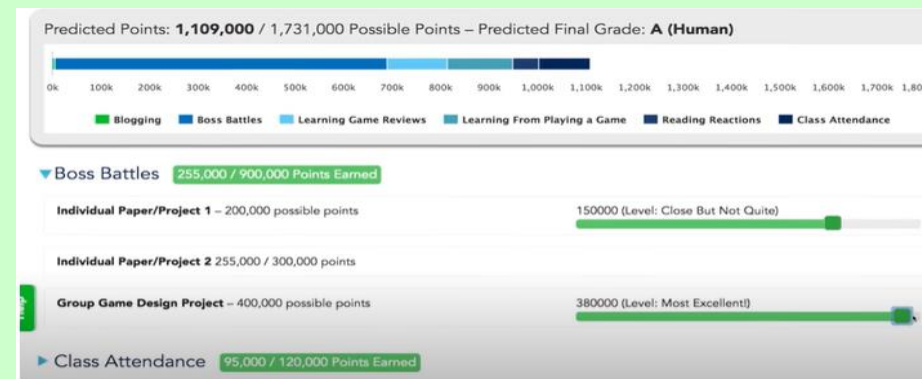 Predicted Points: 1,109,000 / 1,731,000 Possible Points – Predicted Final Grade: A (Human)
0k 100k 200k 300k 400k 500k 600k 700k 800k 900k 1,000k 1,100k 1,200k 1,300k 1,400k 1,500k 1,600k 1,700k 1,80
Blogging Boss Battles Learning Game Reviews Learning From Playing a Game Reading Reactions Class Attendance
Boss Battles 255,000 / 900,000 Points Earned
Individual Paper/Project 1 – 200,000 possible points 150000 (Level: Close But Not Quite)
Individual Paper/Project 2 255,000 / 300,000 points
Group Game Design Project – 400,000 possible points 380000 (Level: Most Excellent!)
Class Attendance 95,000 / 120,000 Points Earned